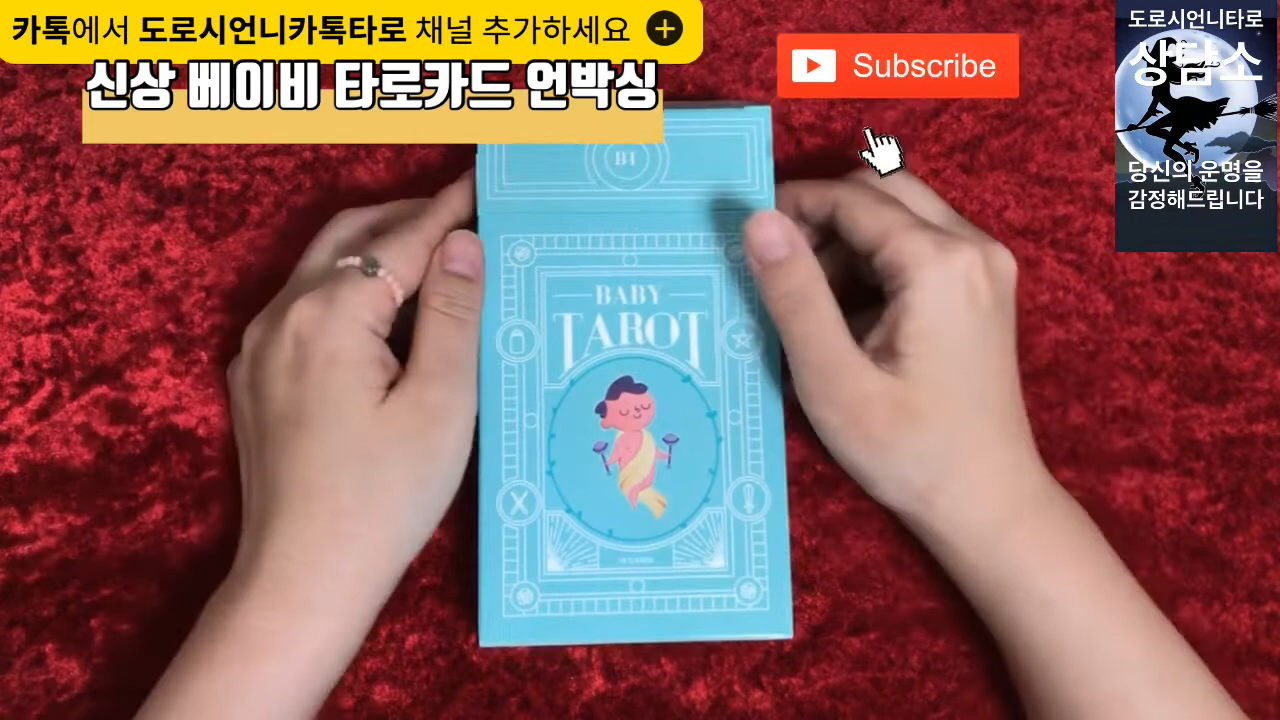 카톡에서 도로시언니카톡타로 채널 추가하세요
신상 베이비 타로카드 언박싱
Subscribe
도로시언니타로
상담소
당신의 운명을
감정해드립니다
BT
BABY
TAROT